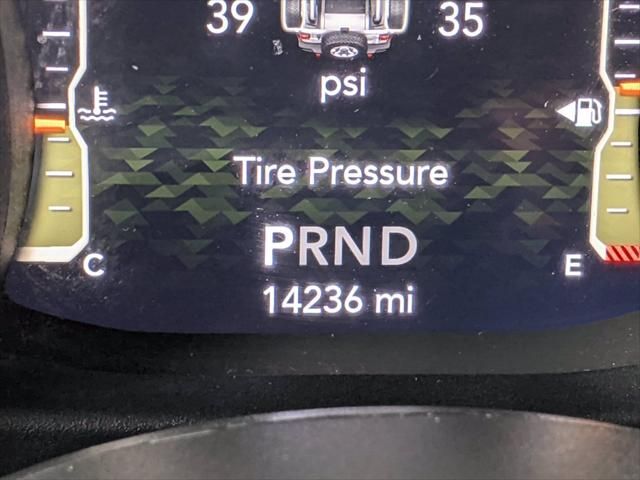 39 35
psi
Tire Pressure
PRND
C E
14236 mi